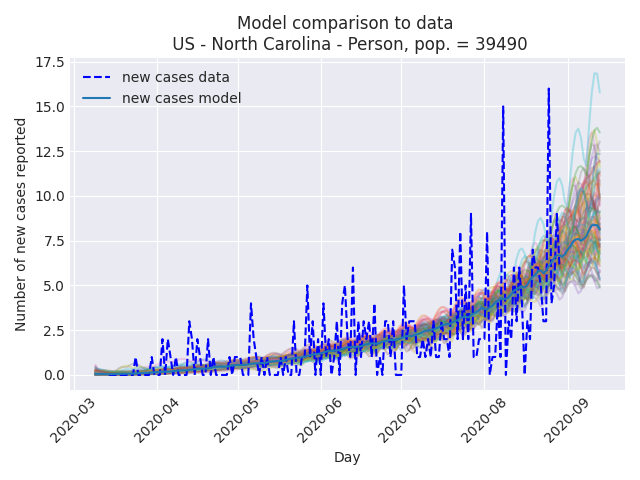 Model comparison to data
US - North Carolina - Person, pop. = 39490
17.5
15.0
12.5
10.0
7.5
5.0
2.5
0.0
Number of new cases reported
new cases data
new cases model
2020-03
2020-04
2020-05
2020-06
2020-07
2020-08
2020-09
Day